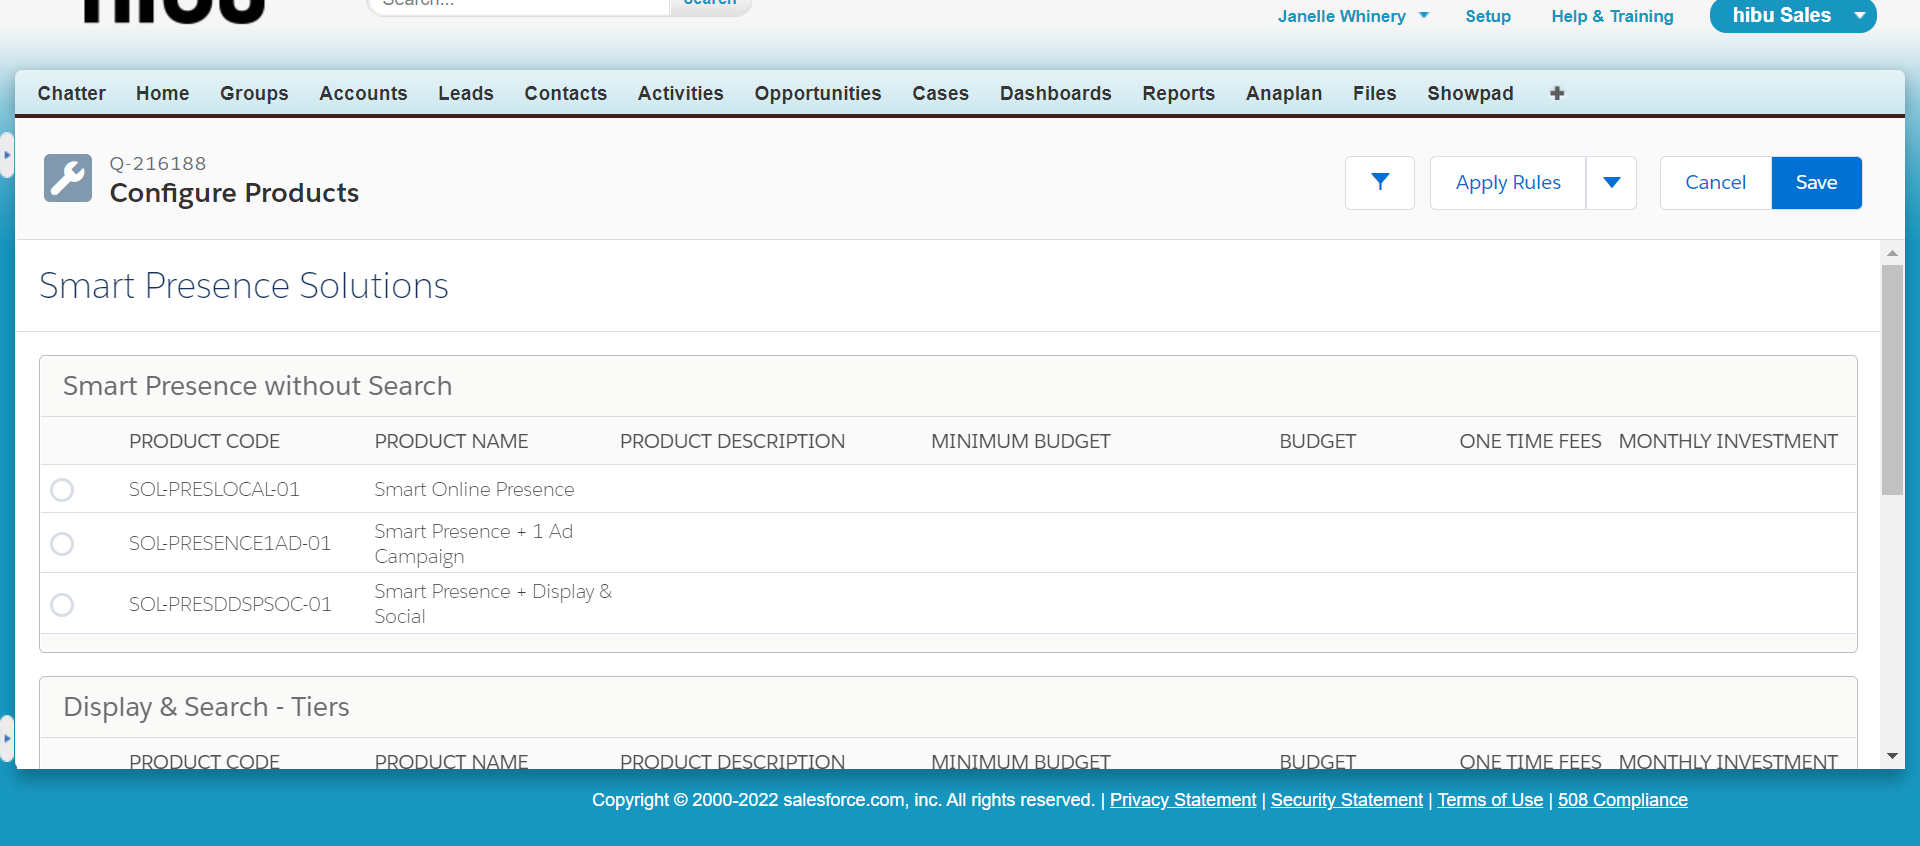 hibu
Search...
Search
Janelle Whinery
Setup
Help & Training
hibu Sales
Chatter Home Groups Accounts Leads Contacts Activities Opportunities Cases Dashboards Reports Anaplan Files Showpad
Q-216188
Configure Products
Apply Rules
Cancel
Save
Smart Presence Solutions
Smart Presence without Search
PRODUCT CODE PRODUCT NAME PRODUCT DESCRIPTION MINIMUM BUDGET BUDGET ONE TIME FEES MONTHLY INVESTMENT
SOL-PRESLOCAL-01 Smart Online Presence
SOL-PRESENCE1AD-01 Smart Presence + 1 Ad
Campaign
SOL-PRESDDSPSOC-01 Smart Presence + Display &
Social
Display & Search - Tiers
PRODUCT CODE PRODUCT NAME PRODUCT DESCRIPTION MINIMUM BUDGET BUDGET ONE TIME FEES MONTHLY INVESTMENT
Copyright © 2000-2022 salesforce.com, inc. All rights reserved. | Privacy Statement | Security Statement | Terms of Use | 508 Compliance